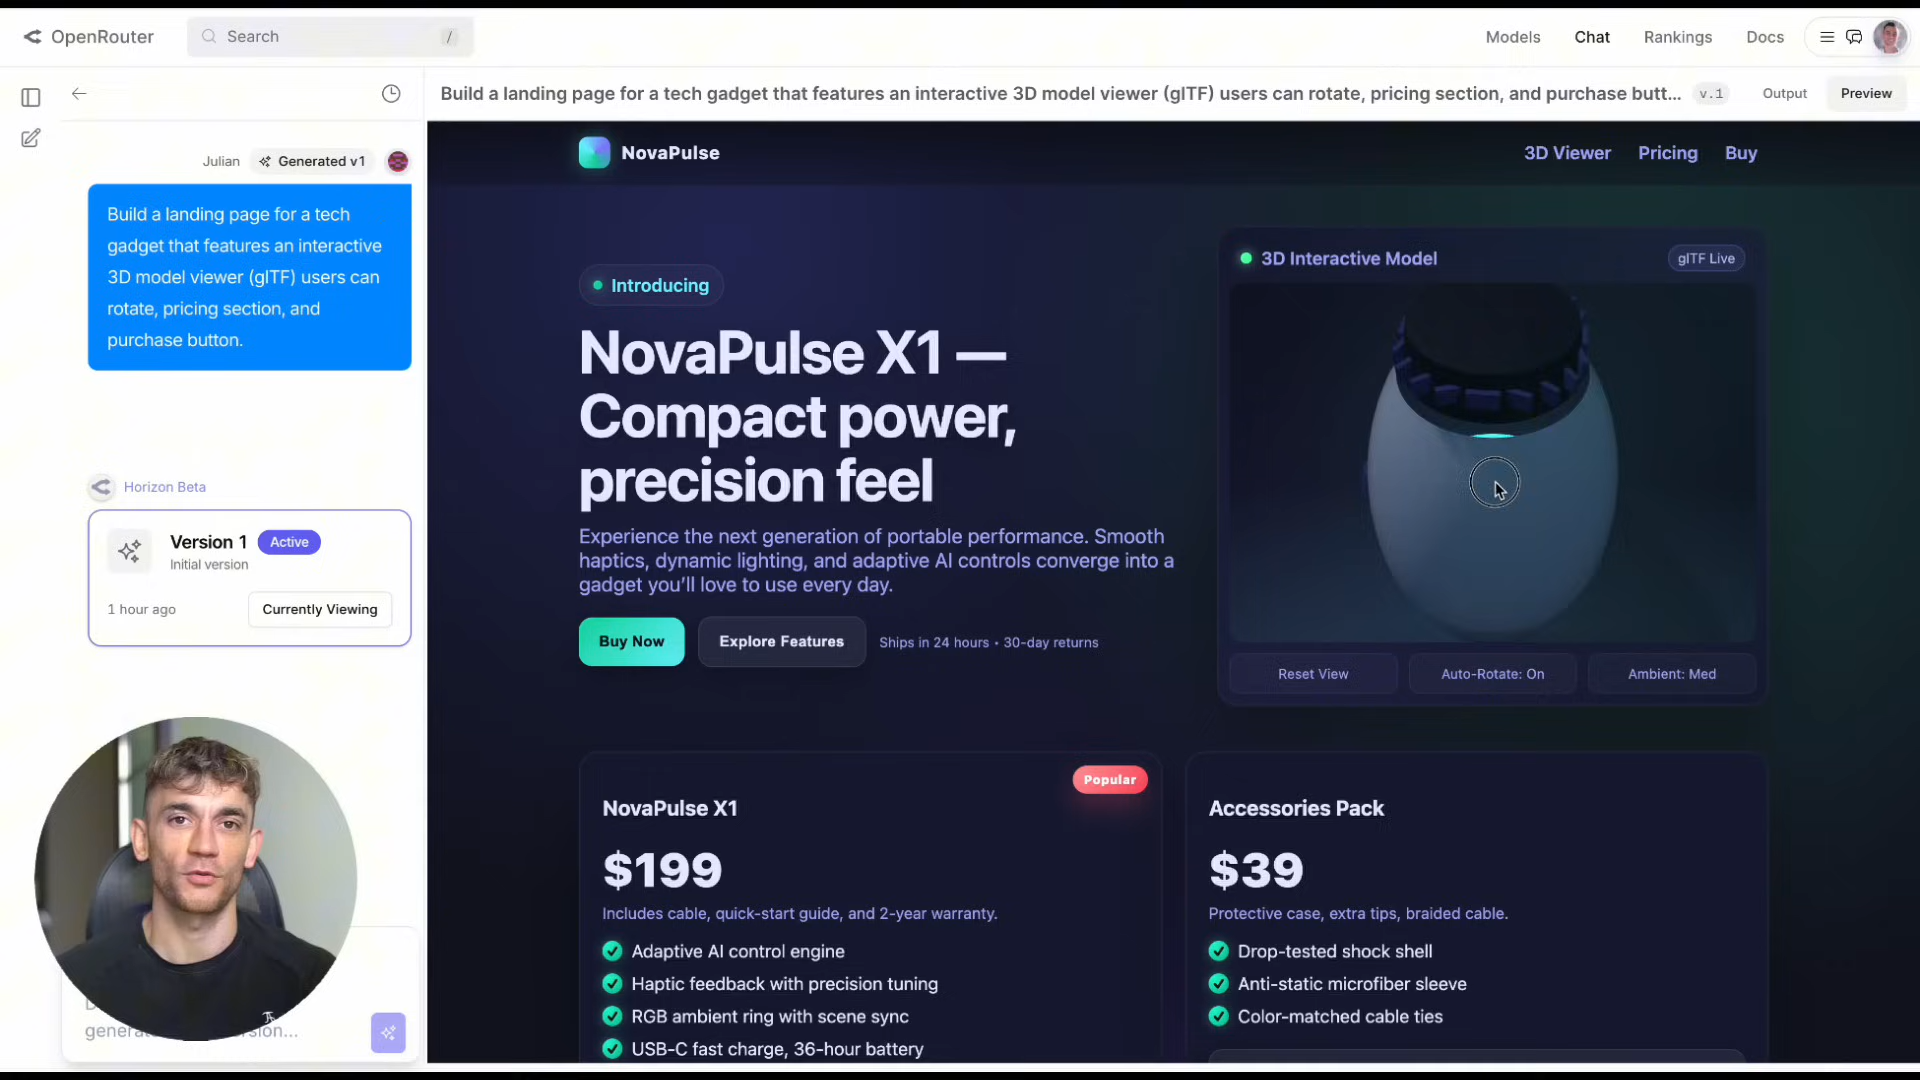 OpenRouter
Search
/
Models
Chat
Rankings
Docs
Build a landing page for a tech gadget that features an interactive 3D model viewer (glTF) users can rotate, pricing section, and purchase butt...
v.1
Output
Preview
Julian
Generated v1
Build a landing page for a tech
gadget that features an interactive
3D model viewer (glTF) users can
rotate, pricing section, and
purchase button.
Horizon Beta
Version 1
Active
Initial version
1 hour ago
Currently Viewing
NovaPulse
3D Viewer
Pricing
Buy
Introducing
NovaPulse X1 —
Compact power,
precision feel
Experience the next generation of portable performance. Smooth
haptics, dynamic lighting, and adaptive AI controls converge into a
gadget you'll love to use every day.
Buy Now
Explore Features
Ships in 24 hours • 30-day returns
3D Interactive Model
glTF Live
Reset View
Auto-Rotate: On
Ambient: Med
Popular
NovaPulse X1
$199
Includes cable, quick-start guide, and 2-year warranty.
Adaptive AI control engine
Haptic feedback with precision tuning
RGB ambient ring with scene sync
USB-C fast charge, 36-hour battery
Accessories Pack
$39
Protective case, extra tips, braided cable.
Drop-tested shock shell
Anti-static microfiber sleeve
Color-matched cable ties